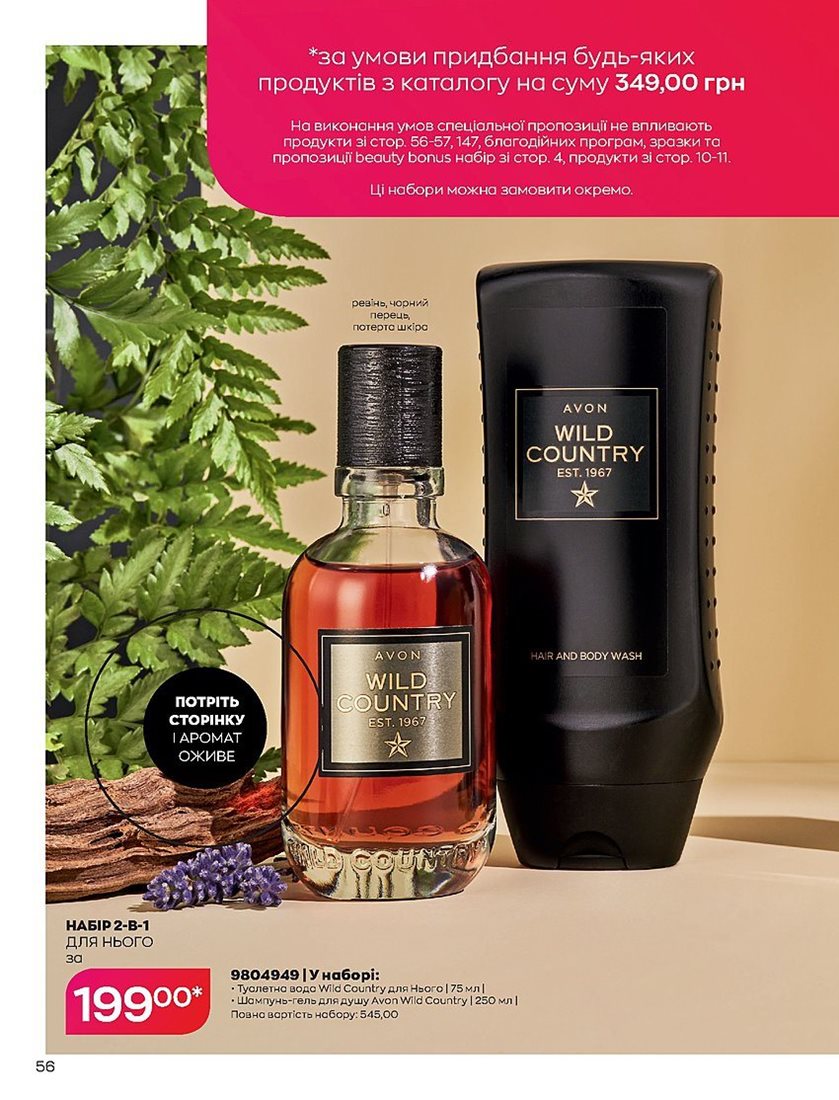 *за умови придбання будь-яких
продуктів з каталогу на суму 349,00 грн
На виконання умов спеціальної пропозиції не впливають
продукти зі стор. 56-57, 147, благодійних програм, зразки та
пропозиції beauty bonus набір зі стор. 4, продукти зі стор. 10-11.
Ці набори можна замовити окремо.
ревінь, чорний
перець,
потерта шкіра
AVON
WILD
COUNTRY
EST. 1967
HAIR AND BODY WASH
AVON
WILD
COUNTRY
EST. 1967
WILD COUNTRY
ПОТРІТЬ
СТОРІНКУ
І АРОМАТ
ОЖИВЕ
НАБІР 2-В-1
ДЛЯ НЬОГО
за
19900*
9804949 | У наборі:
• Туалетна вода Wild Country для Нього | 75 мл |
• Шампунь-гель для душу Avon Wild Country | 250 мл |
Повна вартість набору: 545,00
56